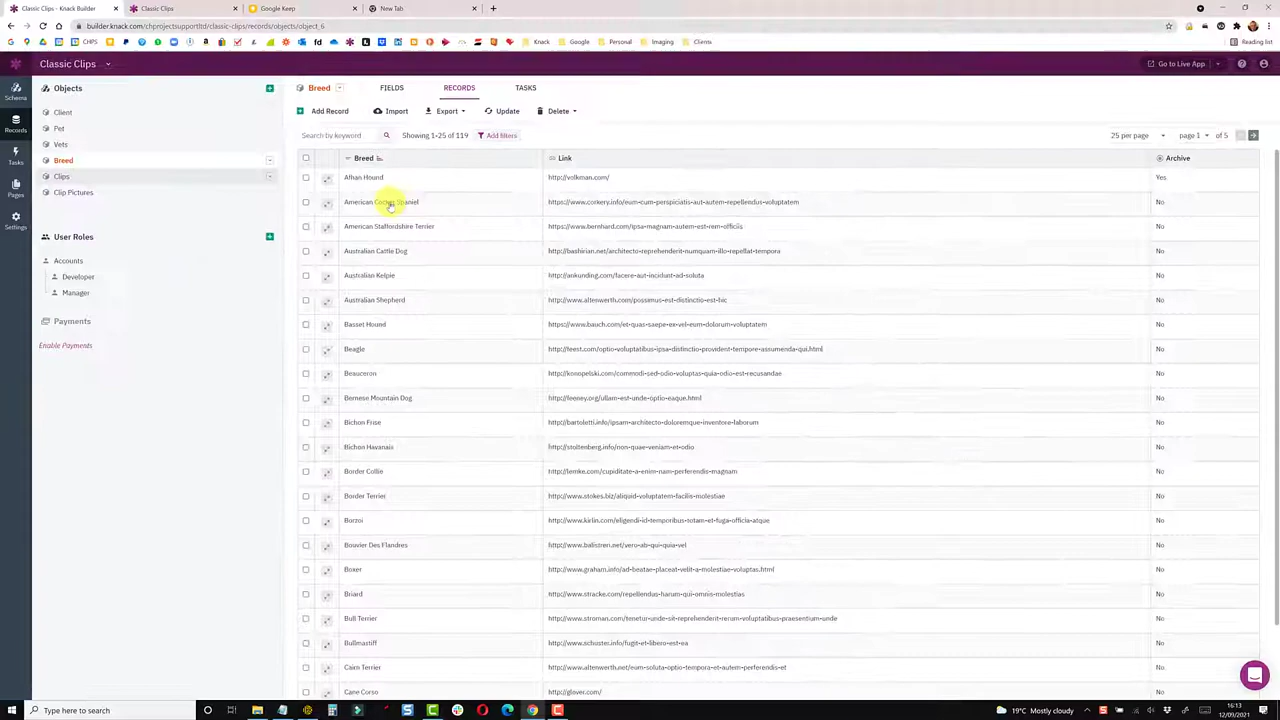 Classic Clips - Knack Builder
Classic Clips
Google Keep
New Tab
builder.knack.com/chprojectsupportltd/classic-clips/records/objects/object_6
CHPS
Knack
Google
Personal
Imaging
Clients
Reading list
Classic Clips
Go to Live App
Schema
Records
Tasks
Pages
Settings
Objects
Client
Pet
Vets
Breed
Clips
Clip Pictures
User Roles
Accounts
Developer
Manager
Payments
Enable Payments
Breed FIELDS RECORDS TASKS
Add Record Import Export Update Delete
Search by keyword Showing 1-25 of 119 Add filters 25 per page page 1 of 5
Breed Link Archive
Afhan Hound http://volkman.com/ Yes
American Cocker Spaniel https://www.corkery.info/eum-cum-perspiciatis-aut-autem-repellendus-voluptatem No
American Staffordshire Terrier https://www.bernhard.com/ipsa-magnam-autem-est-rem-officiis No
Australian Cattle Dog http://bashirian.net/architecto-reprehenderit-numquam-illo-repellat-tempora No
Australian Kelpie http://ankunding.com/facere-aut-incidunt-ad-soluta No
Australian Shepherd http://www.altenwerth.com/possimus-est-distinctio-est-hic No
Basset Hound https://www.bauch.com/et-quas-saepe-ex-vel-eum-dolorum-voluptatem No
Beagle http://feest.com/optio-voluptatibus-ipsa-distinctio-provident-tempore-assumenda-qui.html No
Beauceron http://konopelski.com/commodi-sed-odio-voluptas-quia-odio-est-recusandae No
Bernese Mountain Dog http://feeney.org/ullam-est-unde-optio-eaque.html No
Bichon Frise http://bartoletti.info/ipsam-architecto-doloremque-inventore-laborum No
Bichon Havanais http://stoltenberg.info/non-quae-veniam-et-odio No
Border Collie http://lemke.com/cupiditate-a-enim-nam-perferendis-magnam No
Border Terrier http://www.stokes.biz/aliquid-voluptatem-facilis-molestiae No
Borzoi http://www.kirlin.com/eligendi-id-temporibus-totam-et-fuga-officia-atque No
Bouvier Des Flandres http://www.balistreri.net/vero-ab-qui-quia-vel No
Boxer http://www.graham.info/ad-beatae-placeat-velit-a-molestiae-voluptas.html No
Briard http://www.stracke.com/repellendus-harum-qui-omnis-molestias No
Bull Terrier http://www.stroman.com/tenetur-unde-sit-reprehenderit-rerum-voluptatibus-praesentium-unde No
Bullmastiff http://www.schuster.info/fugit-et-libero-est-ea No
Cairn Terrier http://www.altenwerth.net/eum-soluta-optio-tempora-et-autem-perferendis-et No
Cane Corso http://glover.com/ No
Type here to search
19°C Mostly cloudy
16:13
12/09/2021